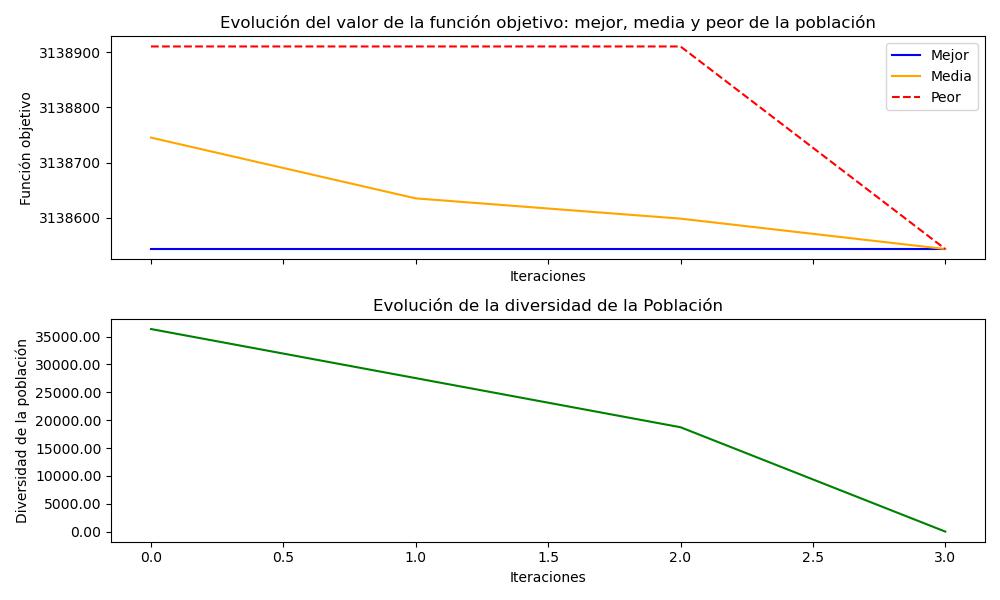 Evolución del valor de la función objetivo: mejor, media y peor de la población
Función objetivo
3138900
3138800
3138700
3138600
Mejor
Media
Peor
Iteraciones
Evolución de la diversidad de la Población
Diversidad de la población
35000.00
30000.00
25000.00
20000.00
15000.00
10000.00
5000.00
0.00
0.0 0.5 1.0 1.5 2.0 2.5 3.0
Iteraciones